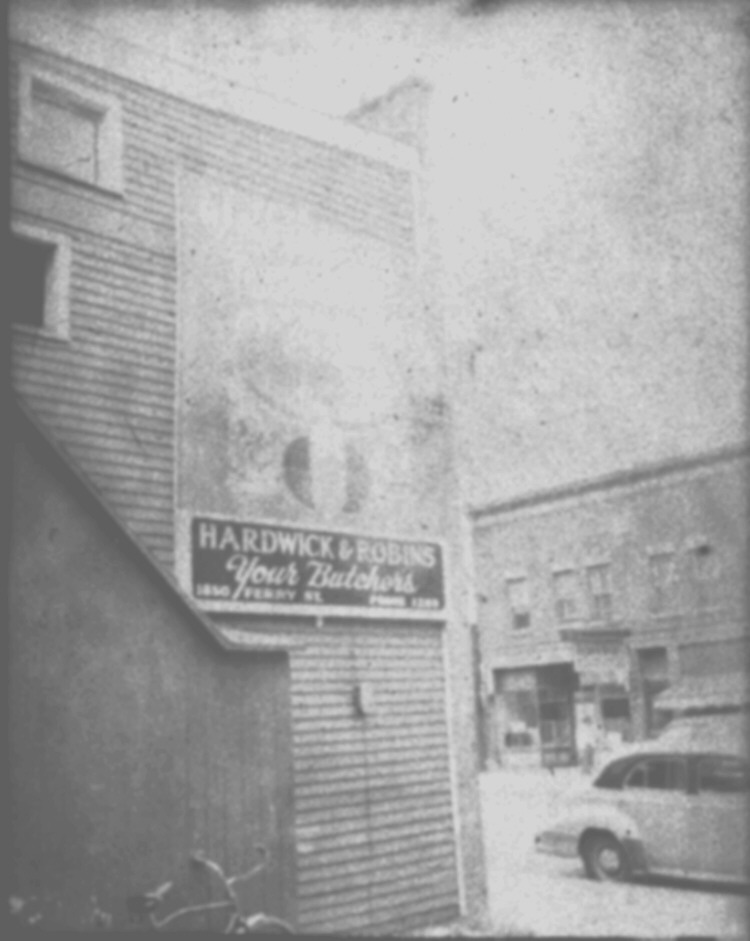 HARDWICK & ROBINS
Your Butchers
FERRY ST.